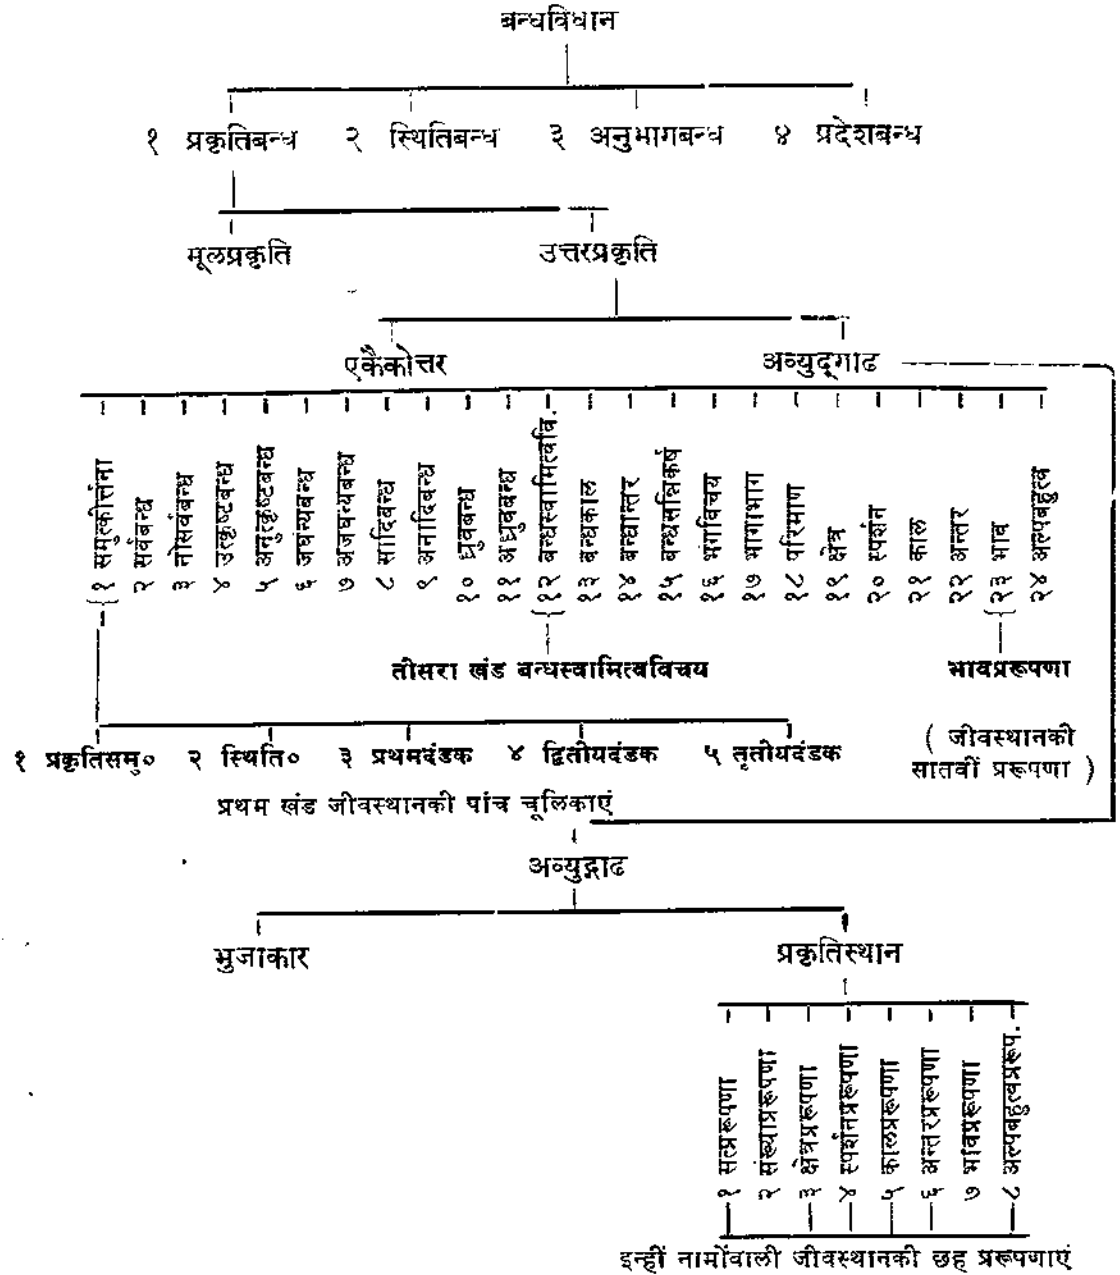 बन्धविधान
१ प्रकृतिबन्ध २ स्थितिबन्ध ३ अनुभागबन्ध ४ प्रदेशबन्ध
मूलप्रकृति उत्तरप्रकृति
एकैकोत्तर अव्युद्गाढ
१ समुत्कीर्त्तना
२ सर्वबन्ध
३ नोसर्वबन्ध
४ उत्कृष्टबन्ध
५ अनुत्कृष्टबन्ध
६ जघन्यबन्ध
७ अजघन्यबन्ध
८ सादिबन्ध
९ अनादिबन्ध
१० ध्रुवबन्ध
११ अध्रुवबन्ध
१२ बन्धस्वामित्ववि.
१३ बन्धकाल
१४ बन्धान्तर
१५ बन्धसन्निकर्ष
१६ भंगविचय
१७ भागाभाग
१८ परिमाण
१९ क्षेत्र
२० स्पर्शन
२१ काल
२२ अन्तर
२३ भाव
२४ अल्पबहुत्व
तीसरा खंड बन्धस्वामित्वविचय भावप्ररूपणा
( जीवस्थानकी
सातवीं प्ररूपणा )
१ प्रकृतिसमु० २ स्थिति० ३ प्रथमदंडक ४ द्वितीयदंडक ५ तृतीयदंडक
प्रथम खंड जीवस्थानकी पांच चूलिकाएं
अव्युद्गाढ
भुजाकार प्रकृतिस्थान
१ सत्प्ररूपणा
२ संख्याप्ररूपणा
३ क्षेत्रप्ररूपणा
४ स्पर्शनप्ररूपणा
५ कालप्ररूपणा
६ अन्तरप्ररूपणा
७ भावप्ररूपणा
८ अल्पबहुत्वप्ररूप.
इन्हीं नामोंवाली जीवस्थानकी छह प्ररूपणाएं